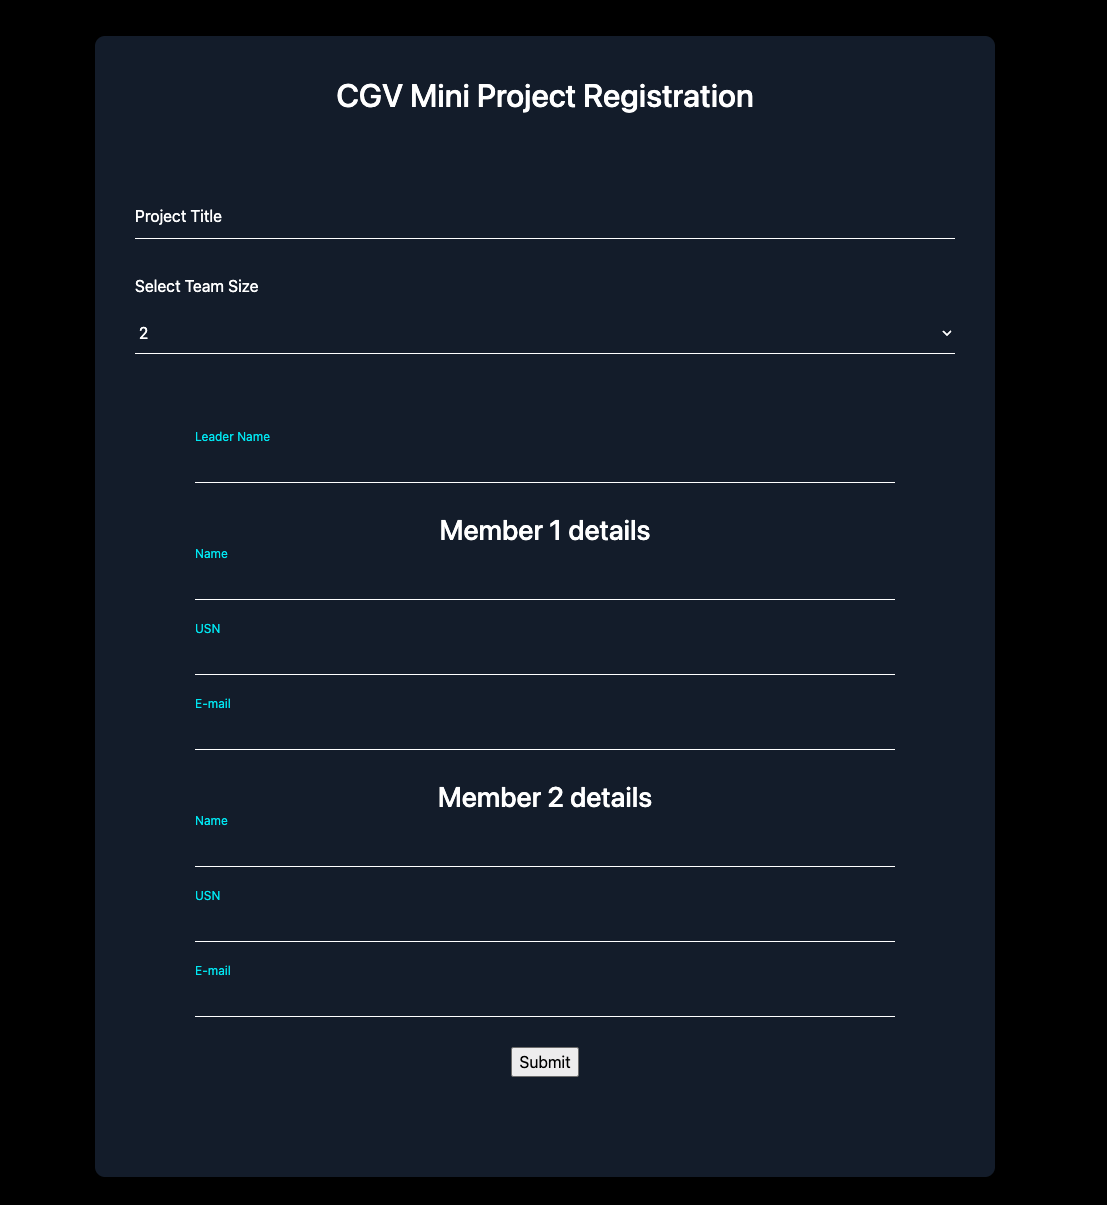 CGV Mini Project Registration
Project Title
Select Team Size
2
Leader Name
Member 1 details
Name
USN
E-mail
Member 2 details
Name
USN
E-mail
Submit